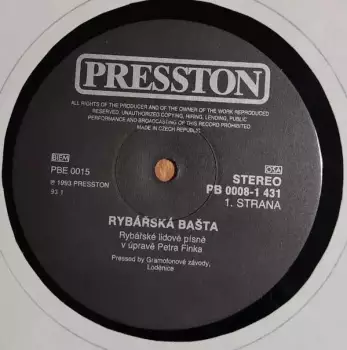 PRESSTON
ALL RIGHTS OF THE PRODUCER AND OF THE OWNER OF THE WORK REPRODUCED
RESERVED. UNAUTHORIZED COPYING, HIRING, LENDING, PUBLIC
PERFORMANCE AND BROADCASTING OF THIS RECORD PROHIBITED
MADE IN CZECH REPUBLIC
BIEM
PBE 0015
℗ 1993 PRESSTON
93 1
OSA
STEREO
PB 0008-1 431
1. STRANA
RYBÁŘSKÁ BAŠTA
Rybářské lidové písně
v úpravě Petra Finka
Pressed by Gramofonové závody,
Loděnice